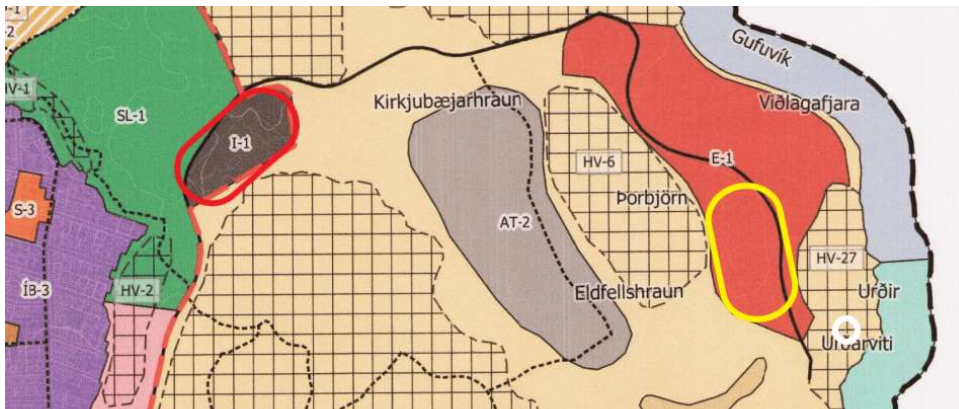 -2
HV-1
SL-1
I-1
S-3
ÍB-3
HV-2
Kirkjubæjarhraun
AT-2
HV-6
Þorbjörn
Eldfellshraun
E-1
Gufuvík
Viðlagafjara
HV-27
Urðir
Urðarviti